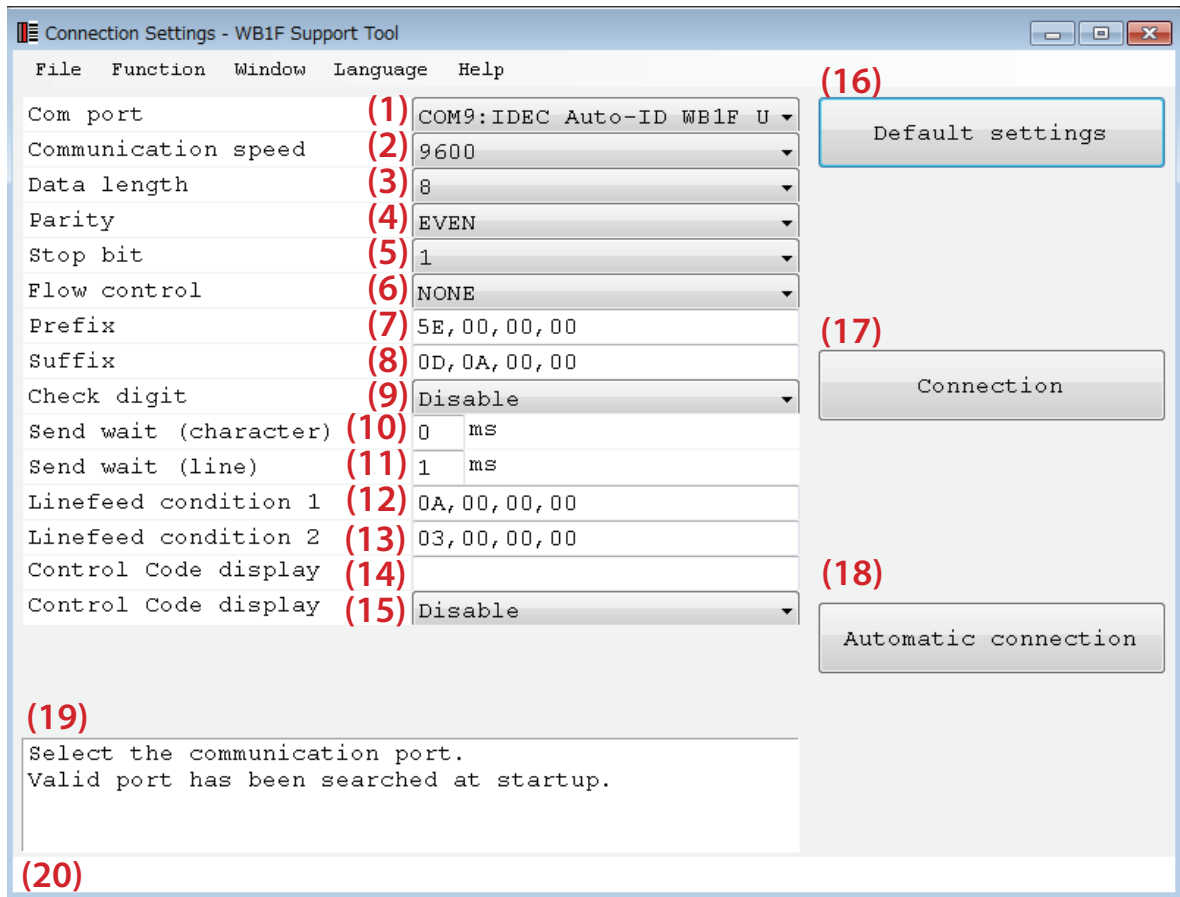 Connection Settings - WB1F Support Tool
File Function Window Language Help
(16)
Com port (1) COM9:IDEC Auto-ID WB1F U
Default settings
Communication speed (2) 9600
Data length (3) 8
Parity (4) EVEN
Stop bit (5) 1
Flow control (6) NONE
Prefix (7) 5E,00,00,00
(17)
Suffix (8) 0D,0A,00,00
Connection
Check digit (9) Disable
Send wait (character) (10) 0 ms
Send wait (line) (11) 1 ms
Linefeed condition 1 (12) 0A,00,00,00
Linefeed condition 2 (13) 03,00,00,00
Control Code display (14)
(18)
Control Code display (15) Disable
Automatic connection
(19)
Select the communication port.
Valid port has been searched at startup.
(20)